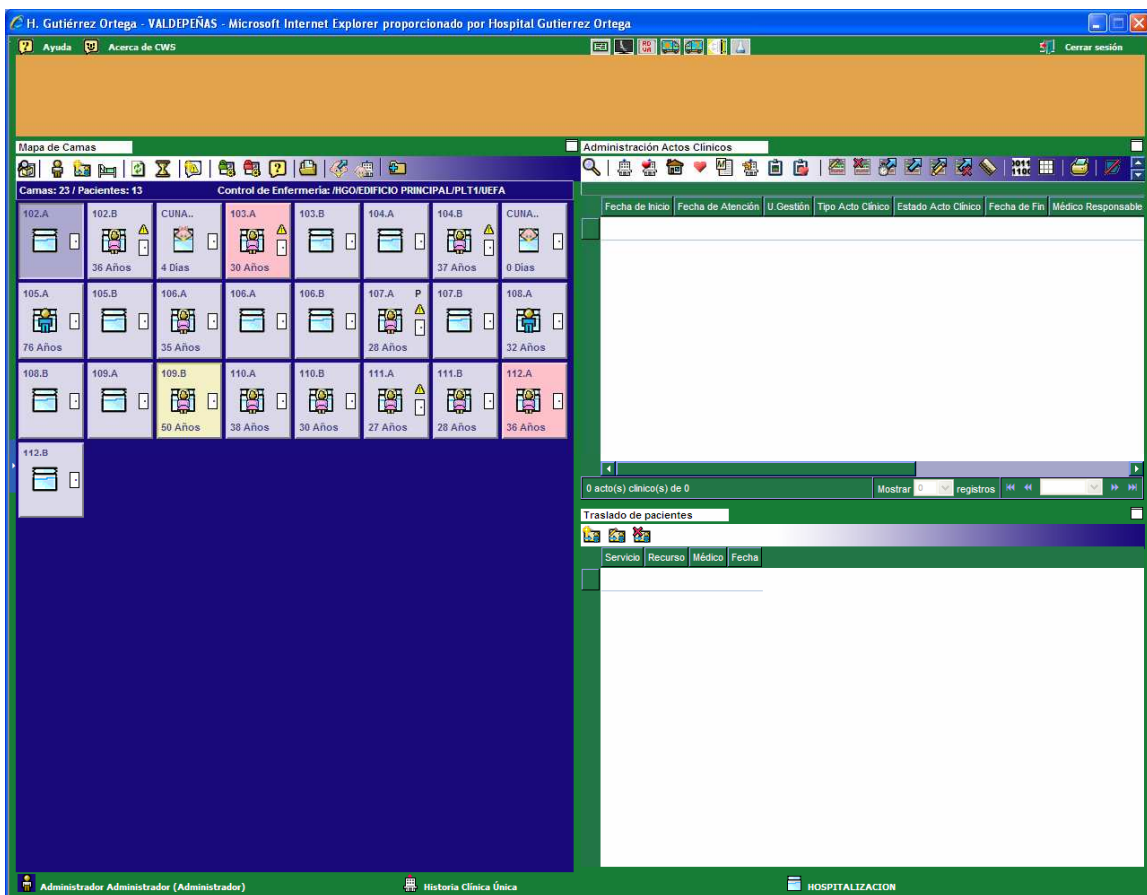 H. Gutiérrez Ortega - VALDEPEÑAS - Microsoft Internet Explorer proporcionado por Hospital Gutierrez Ortega
Ayuda Acerca de CWS Cerrar sesión
Mapa de Camas
Camas: 23 / Pacientes: 13 Control de Enfermería: /HGO/EDIFICIO PRINCIPAL/PLT1/UEFA
102.A 102.B CUNA.. 103.A 103.B 104.A 104.B CUNA..
36 Años 4 Dias 30 Años 37 Años 0 Dias
105.A 105.B 106.A 106.A 106.B 107.A P 107.B 108.A
76 Años 35 Años 28 Años 32 Años
108.B 109.A 109.B 110.A 110.B 111.A 111.B 112.A
50 Años 38 Años 30 Años 27 Años 28 Años 36 Años
112.B
Administración Actos Clínicos
Fecha de Inicio Fecha de Atención U.Gestión Tipo Acto Clínico Estado Acto Clínico Fecha de Fin Médico Responsable
0 acto(s) clínico(s) de 0 Mostrar 0 registros
Traslado de pacientes
Servicio Recurso Médico Fecha
Administrador Administrador (Administrador) Historia Clínica Única HOSPITALIZACION